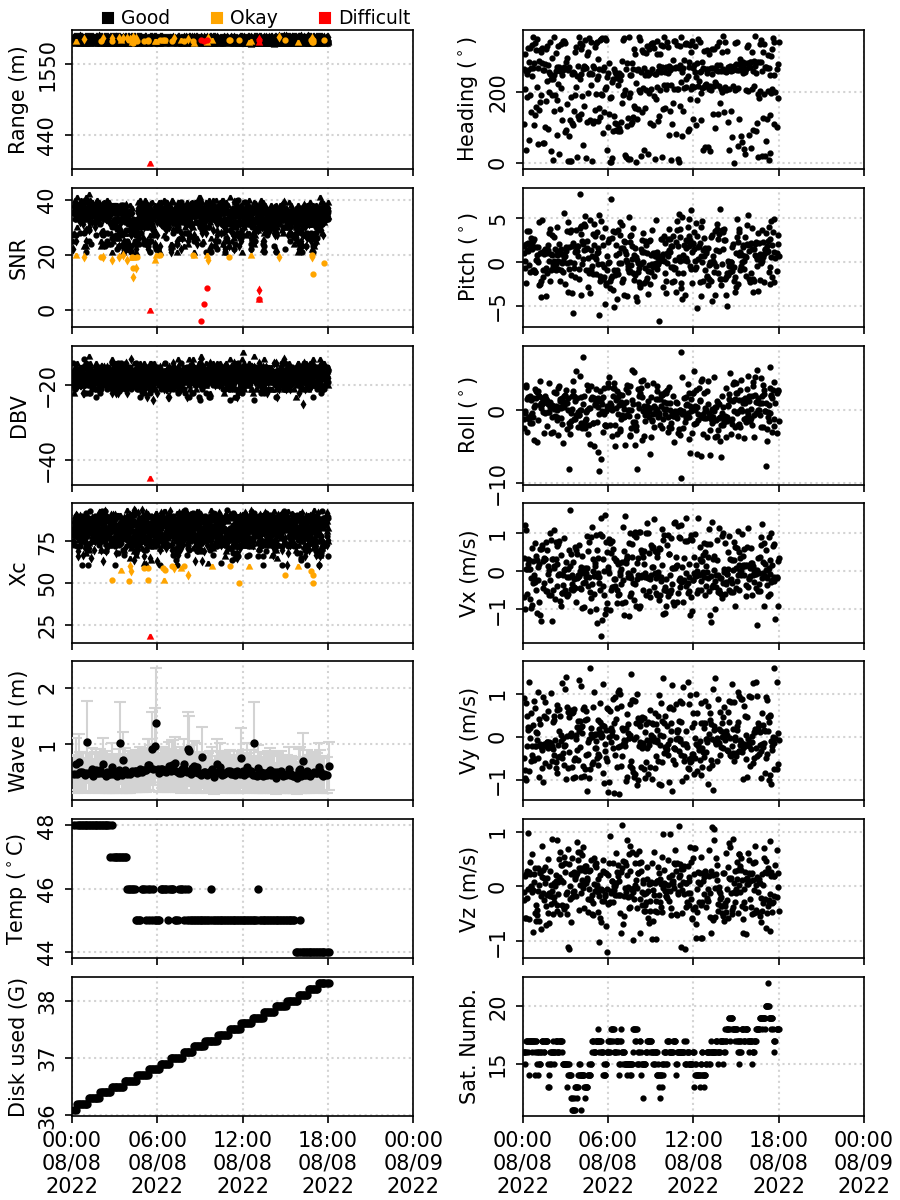 Good Okay Difficult
Range (m)
1550
440
Heading (°)
200
0
SNR
40
20
0
Pitch (°)
5
0
−5
DBV
−20
−40
Roll (°)
0
−10
Xc
75
50
25
Vx (m/s)
1
0
−1
Wave H (m)
2
1
Vy (m/s)
1
0
−1
Temp (°C)
48
46
44
Vz (m/s)
1
0
−1
Disk used (G)
38
37
36
Sat. Numb.
20
15
00:00 06:00 12:00 18:00 00:00 00:00 06:00 12:00 18:00 00:00
08/08 08/08 08/08 08/08 08/09 08/08 08/08 08/08 08/08 08/09
2022 2022 2022 2022 2022 2022 2022 2022 2022 2022